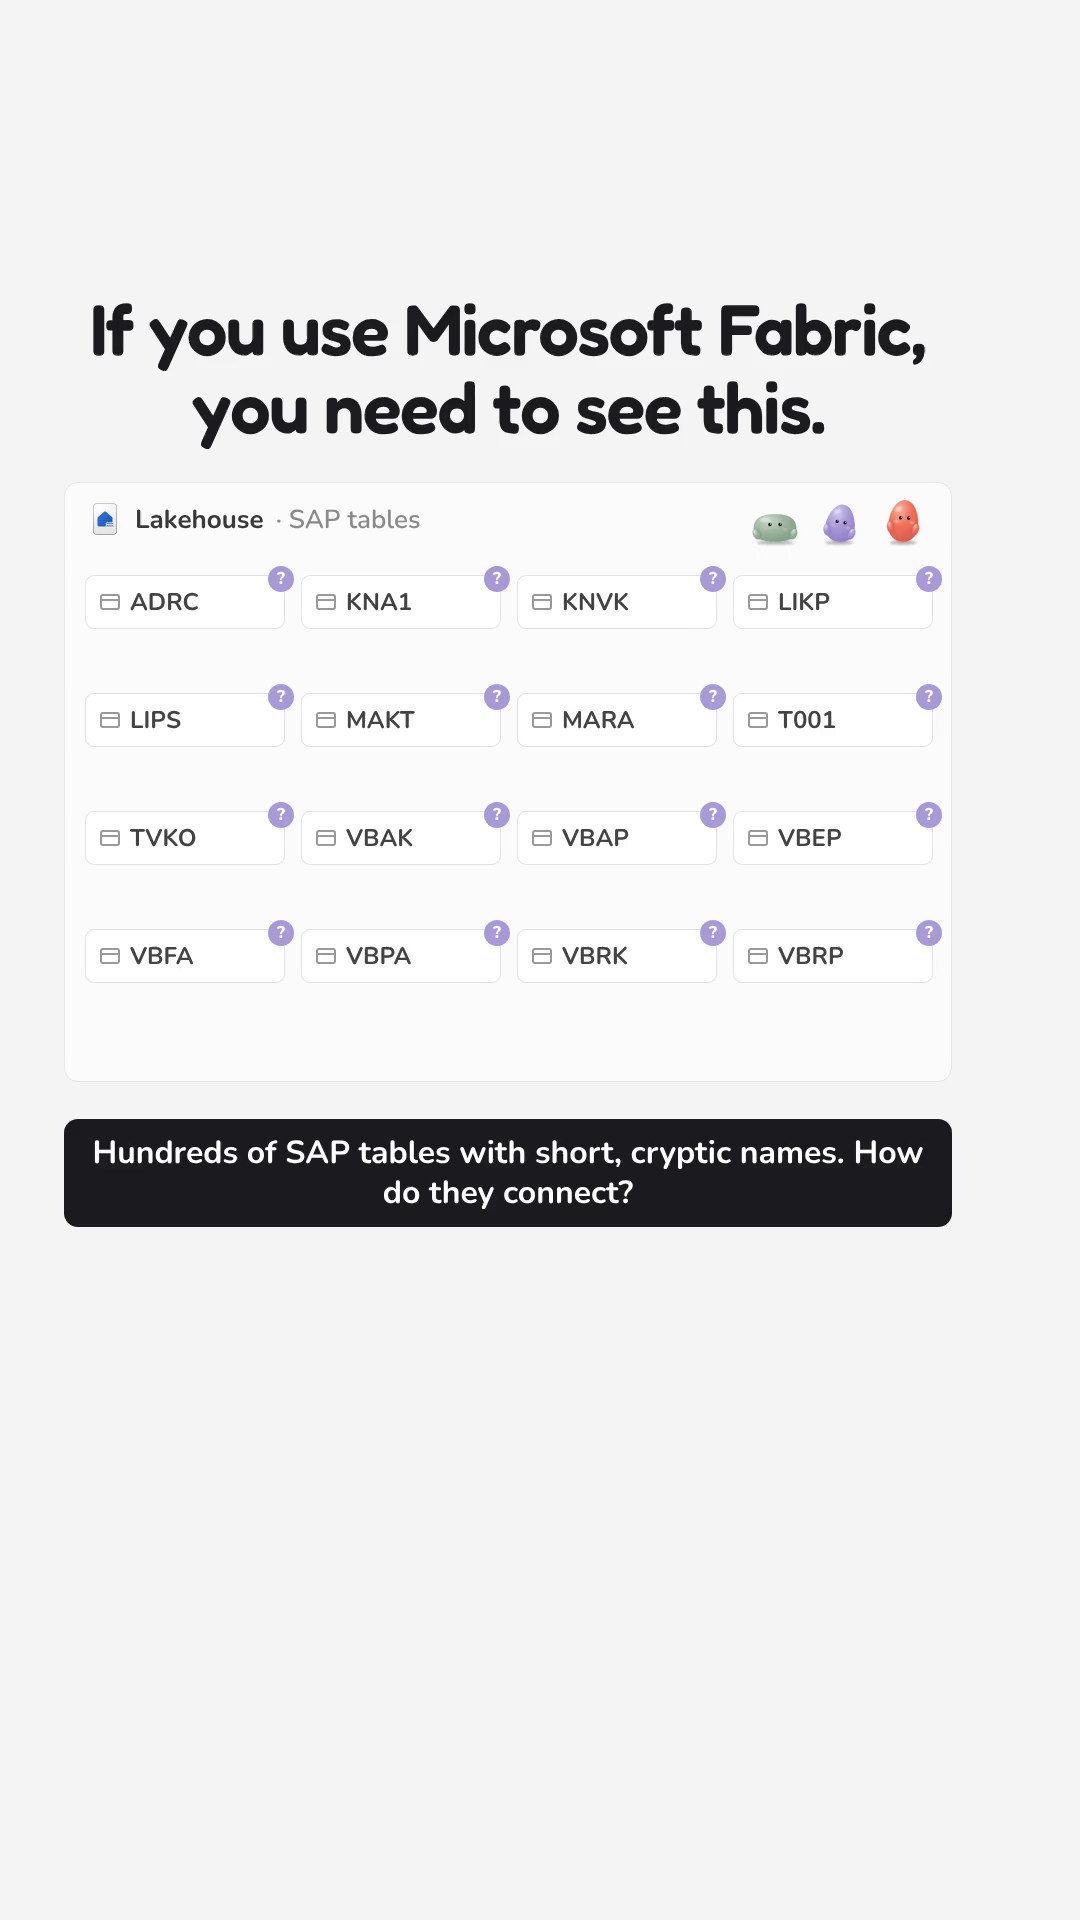 If you use Microsoft Fabric,
you need to see this.
Lakehouse · SAP tables
? ? ? ?
ADRC KNA1 KNVK LIKP
? ? ? ?
LIPS MAKT MARA T001
? ? ? ?
TVKO VBAK VBAP VBEP
? ? ? ?
VBFA VBPA VBRK VBRP
Hundreds of SAP tables with short, cryptic names. How
do they connect?